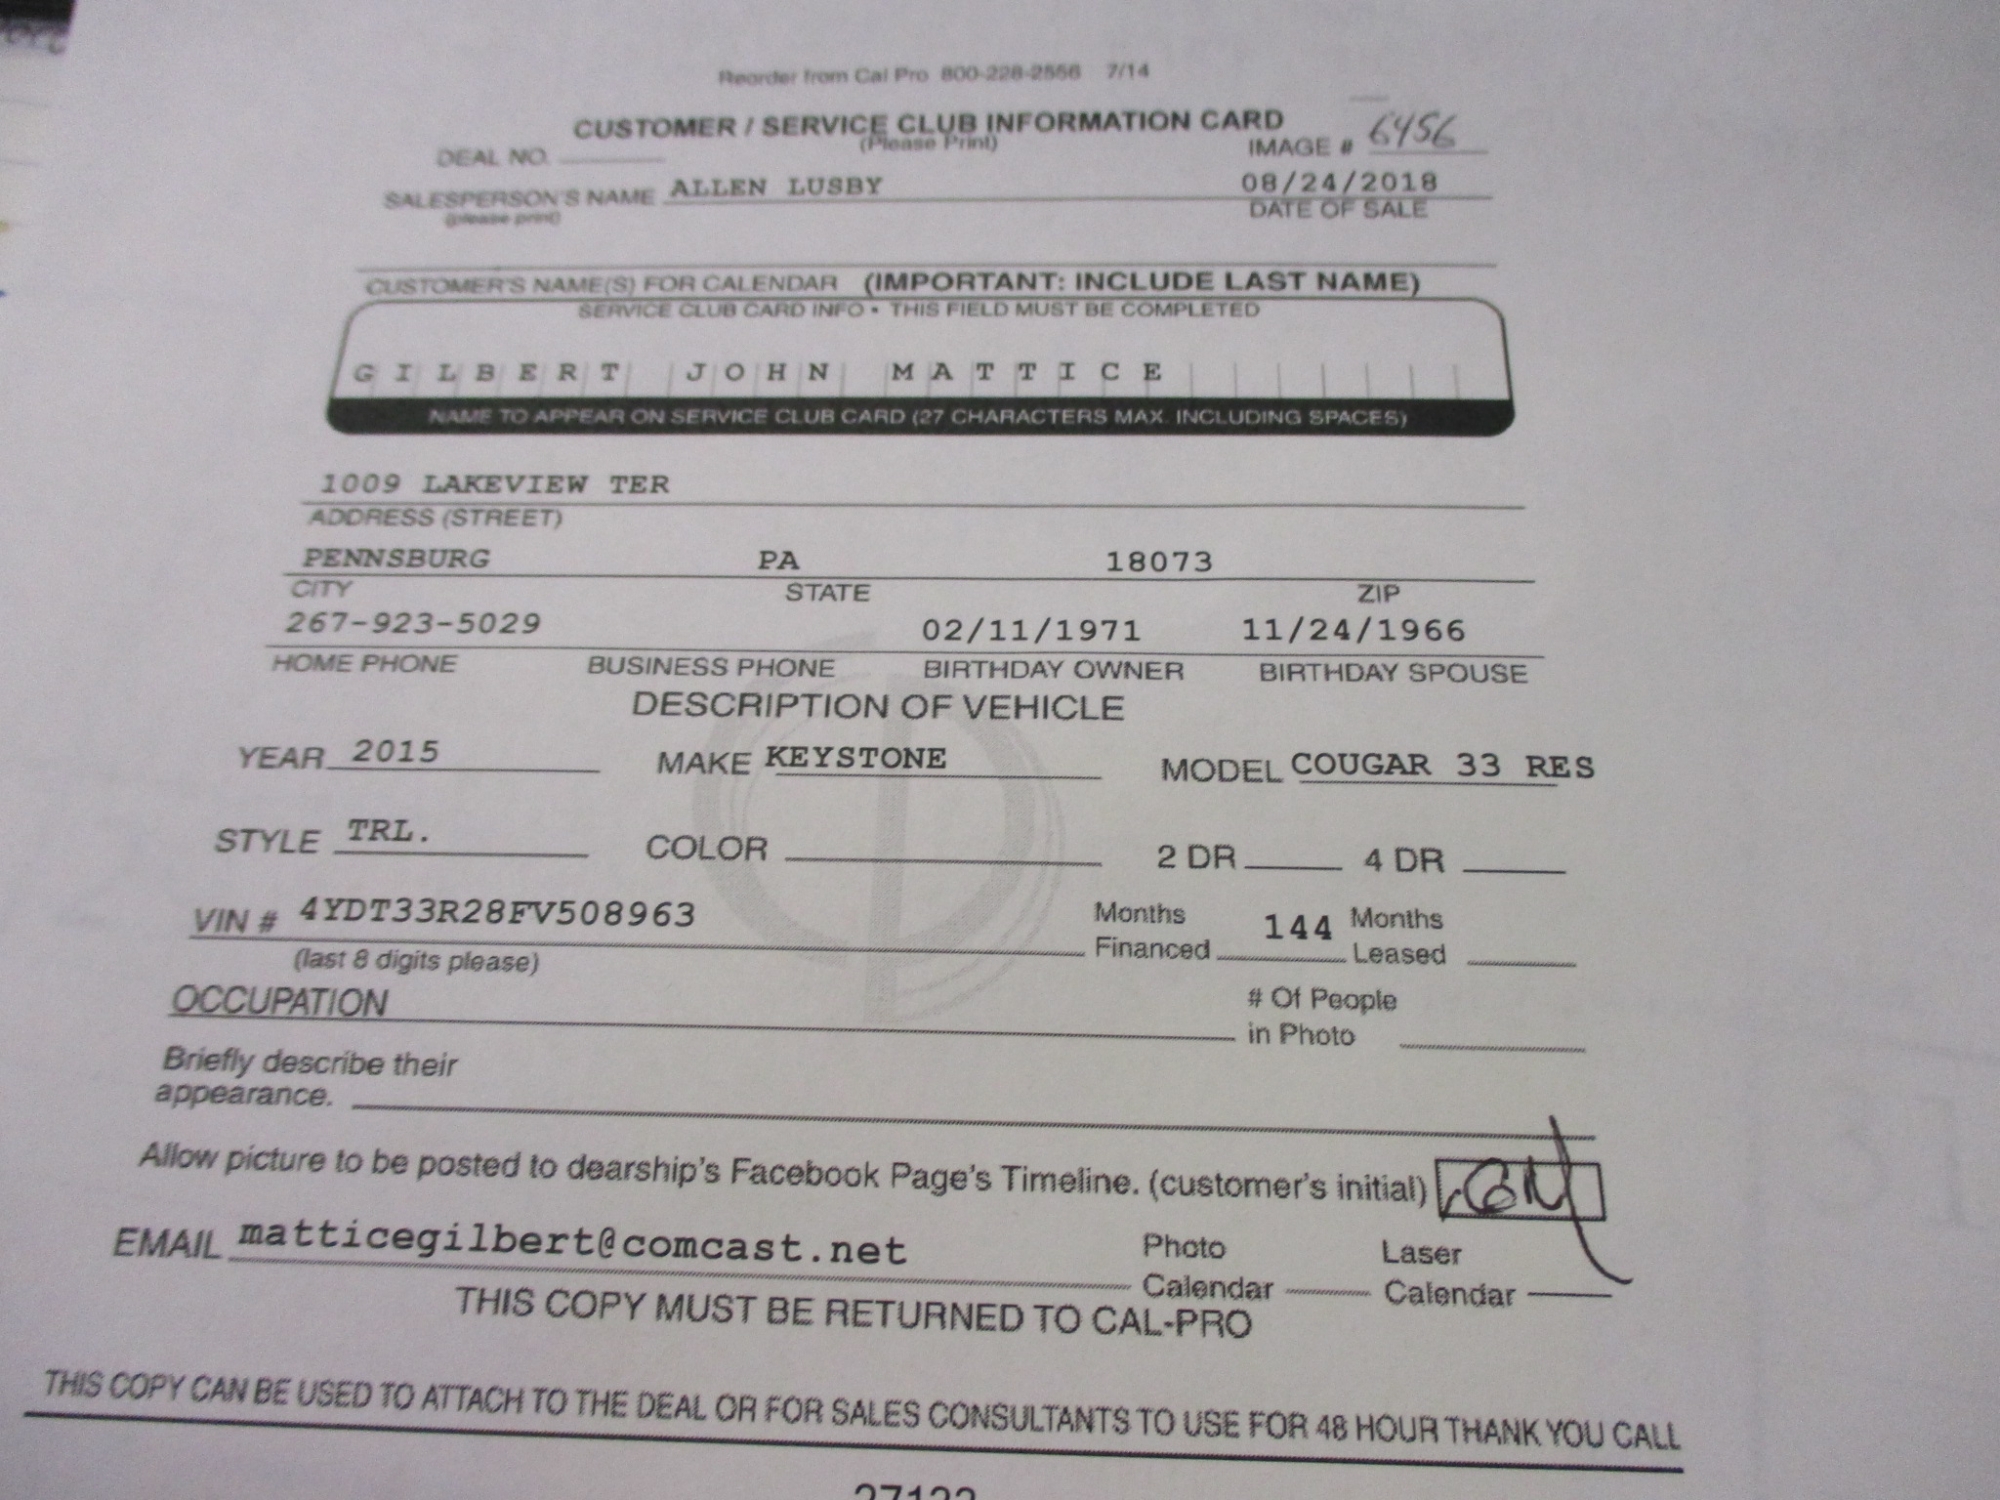 Reorder from Cal Pro 800-228-2556 7/14
CUSTOMER / SERVICE CLUB INFORMATION CARD
(Please Print)
DEAL NO. IMAGE # 6456
SALESPERSON'S NAME ALLEN LUSBY 08/24/2018
(please print) DATE OF SALE
CUSTOMER'S NAME(S) FOR CALENDAR (IMPORTANT: INCLUDE LAST NAME)
SERVICE CLUB CARD INFO • THIS FIELD MUST BE COMPLETED
GILBERT JOHN MATTICE
NAME TO APPEAR ON SERVICE CLUB CARD (27 CHARACTERS MAX. INCLUDING SPACES)
1009 LAKEVIEW TER
ADDRESS (STREET)
PENNSBURG PA 18073
CITY STATE ZIP
267-923-5029 02/11/1971 11/24/1966
HOME PHONE BUSINESS PHONE BIRTHDAY OWNER BIRTHDAY SPOUSE
DESCRIPTION OF VEHICLE
YEAR 2015 MAKE KEYSTONE MODEL COUGAR 33 RES
STYLE TRL. COLOR 2 DR 4 DR
VIN # 4YDT33R28FV508963 Months Financed 144 Months Leased
(last 8 digits please)
OCCUPATION # Of People in Photo
Briefly describe their
appearance.
Allow picture to be posted to dearship's Facebook Page's Timeline. (customer's initial)
EMAIL matticegilbert@comcast.net Photo Calendar Laser Calendar
THIS COPY MUST BE RETURNED TO CAL-PRO
THIS COPY CAN BE USED TO ATTACH TO THE DEAL OR FOR SALES CONSULTANTS TO USE FOR 48 HOUR THANK YOU CALL